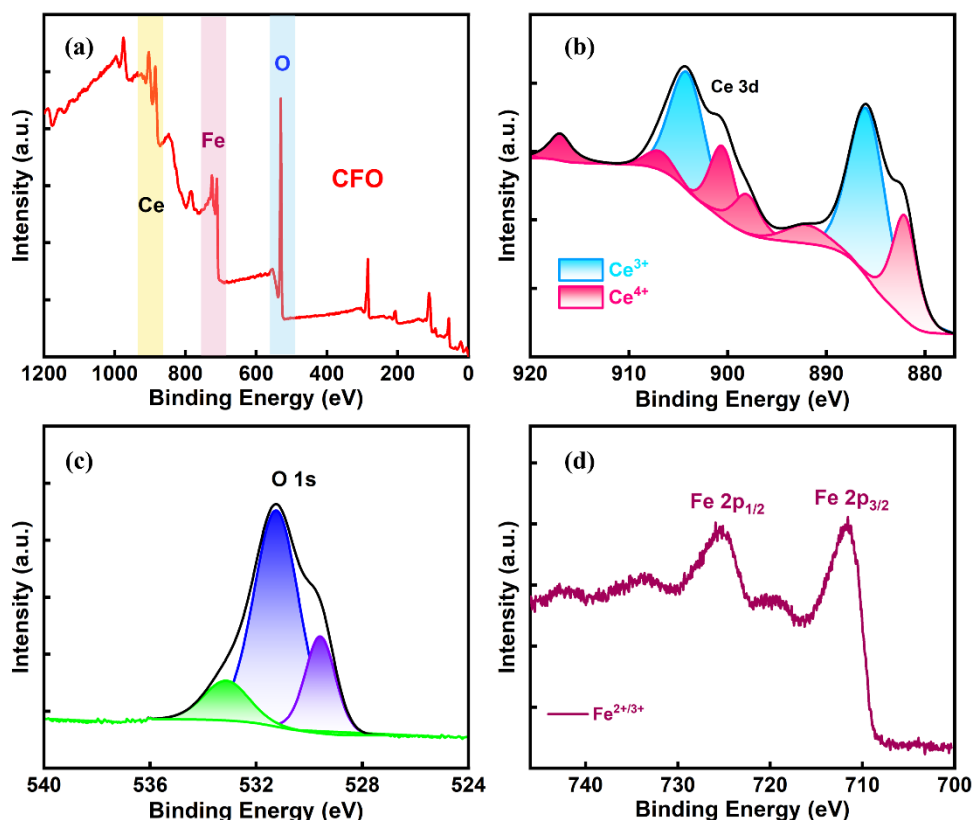 (a)
O
Fe
CFO
Ce
Intensity (a.u.)
1200 1000 800 600 400 200 0
Binding Energy (eV)
(b)
Ce 3d
Ce³⁺
Ce⁴⁺
Intensity (a.u.)
920 910 900 890 880
Binding Energy (eV)
(c)
O 1s
Intensity (a.u.)
540 536 532 528 524
Binding Energy (eV)
(d)
Fe 2p₁/₂ Fe 2p₃/₂
Fe²⁺/³⁺
Intensity (a.u.)
740 730 720 710 700
Binding Energy (eV)